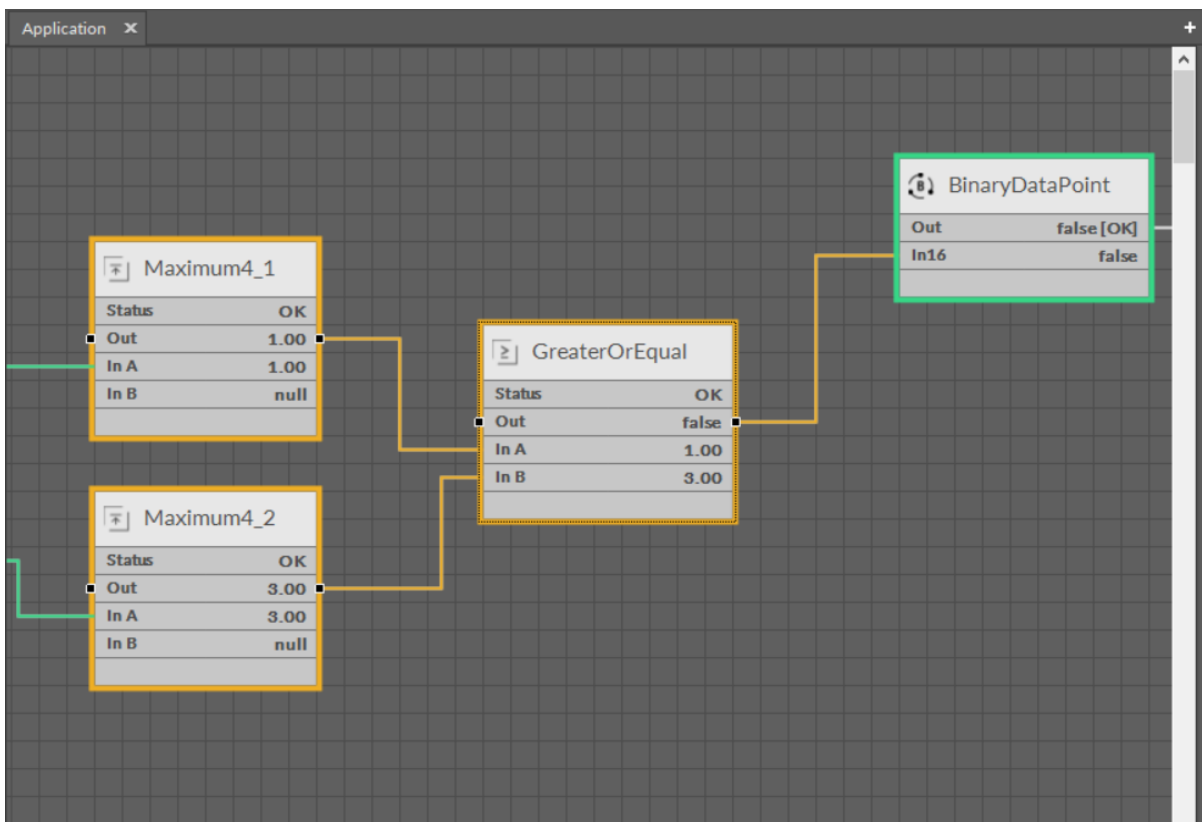 Application
BinaryDataPoint
Out false [OK]
In16 false
Maximum4_1
Status OK
Out 1.00
In A 1.00
In B null
GreaterOrEqual
Status OK
Out false
In A 1.00
In B 3.00
Maximum4_2
Status OK
Out 3.00
In A 3.00
In B null